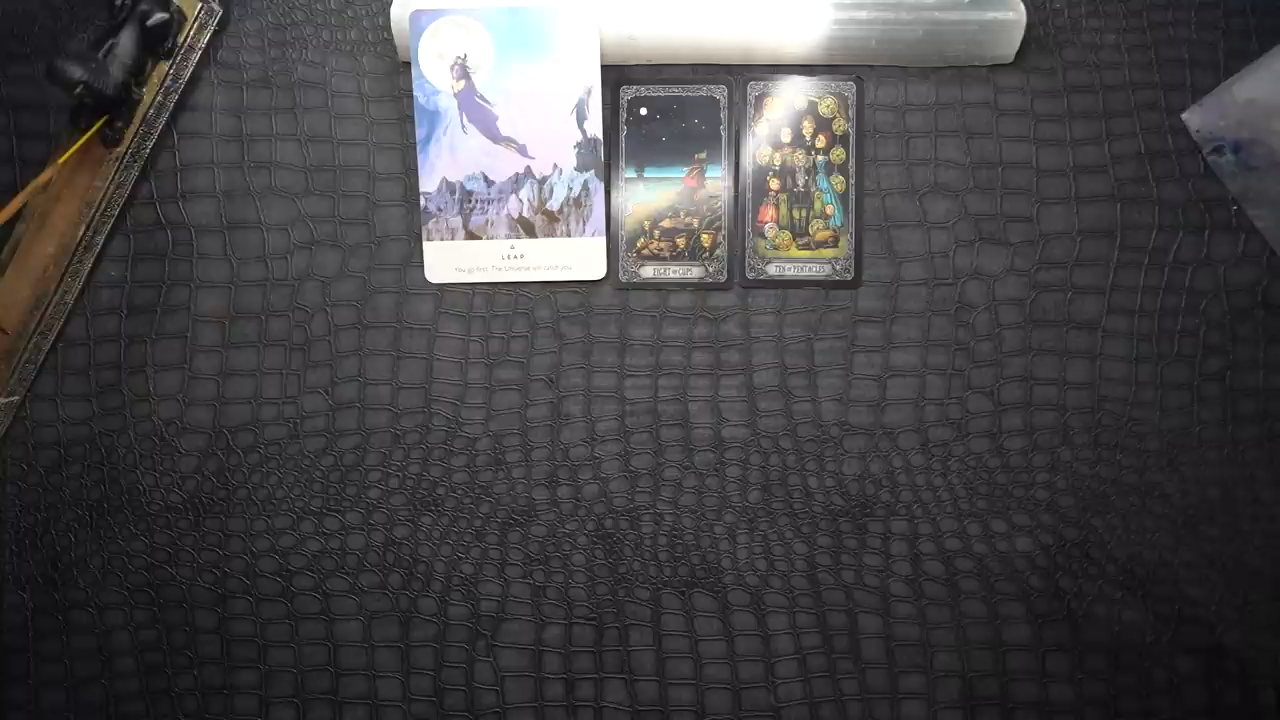 LEAP
You go first. The Universe will catch you.
EIGHT OF CUPS
TEN OF PENTACLES